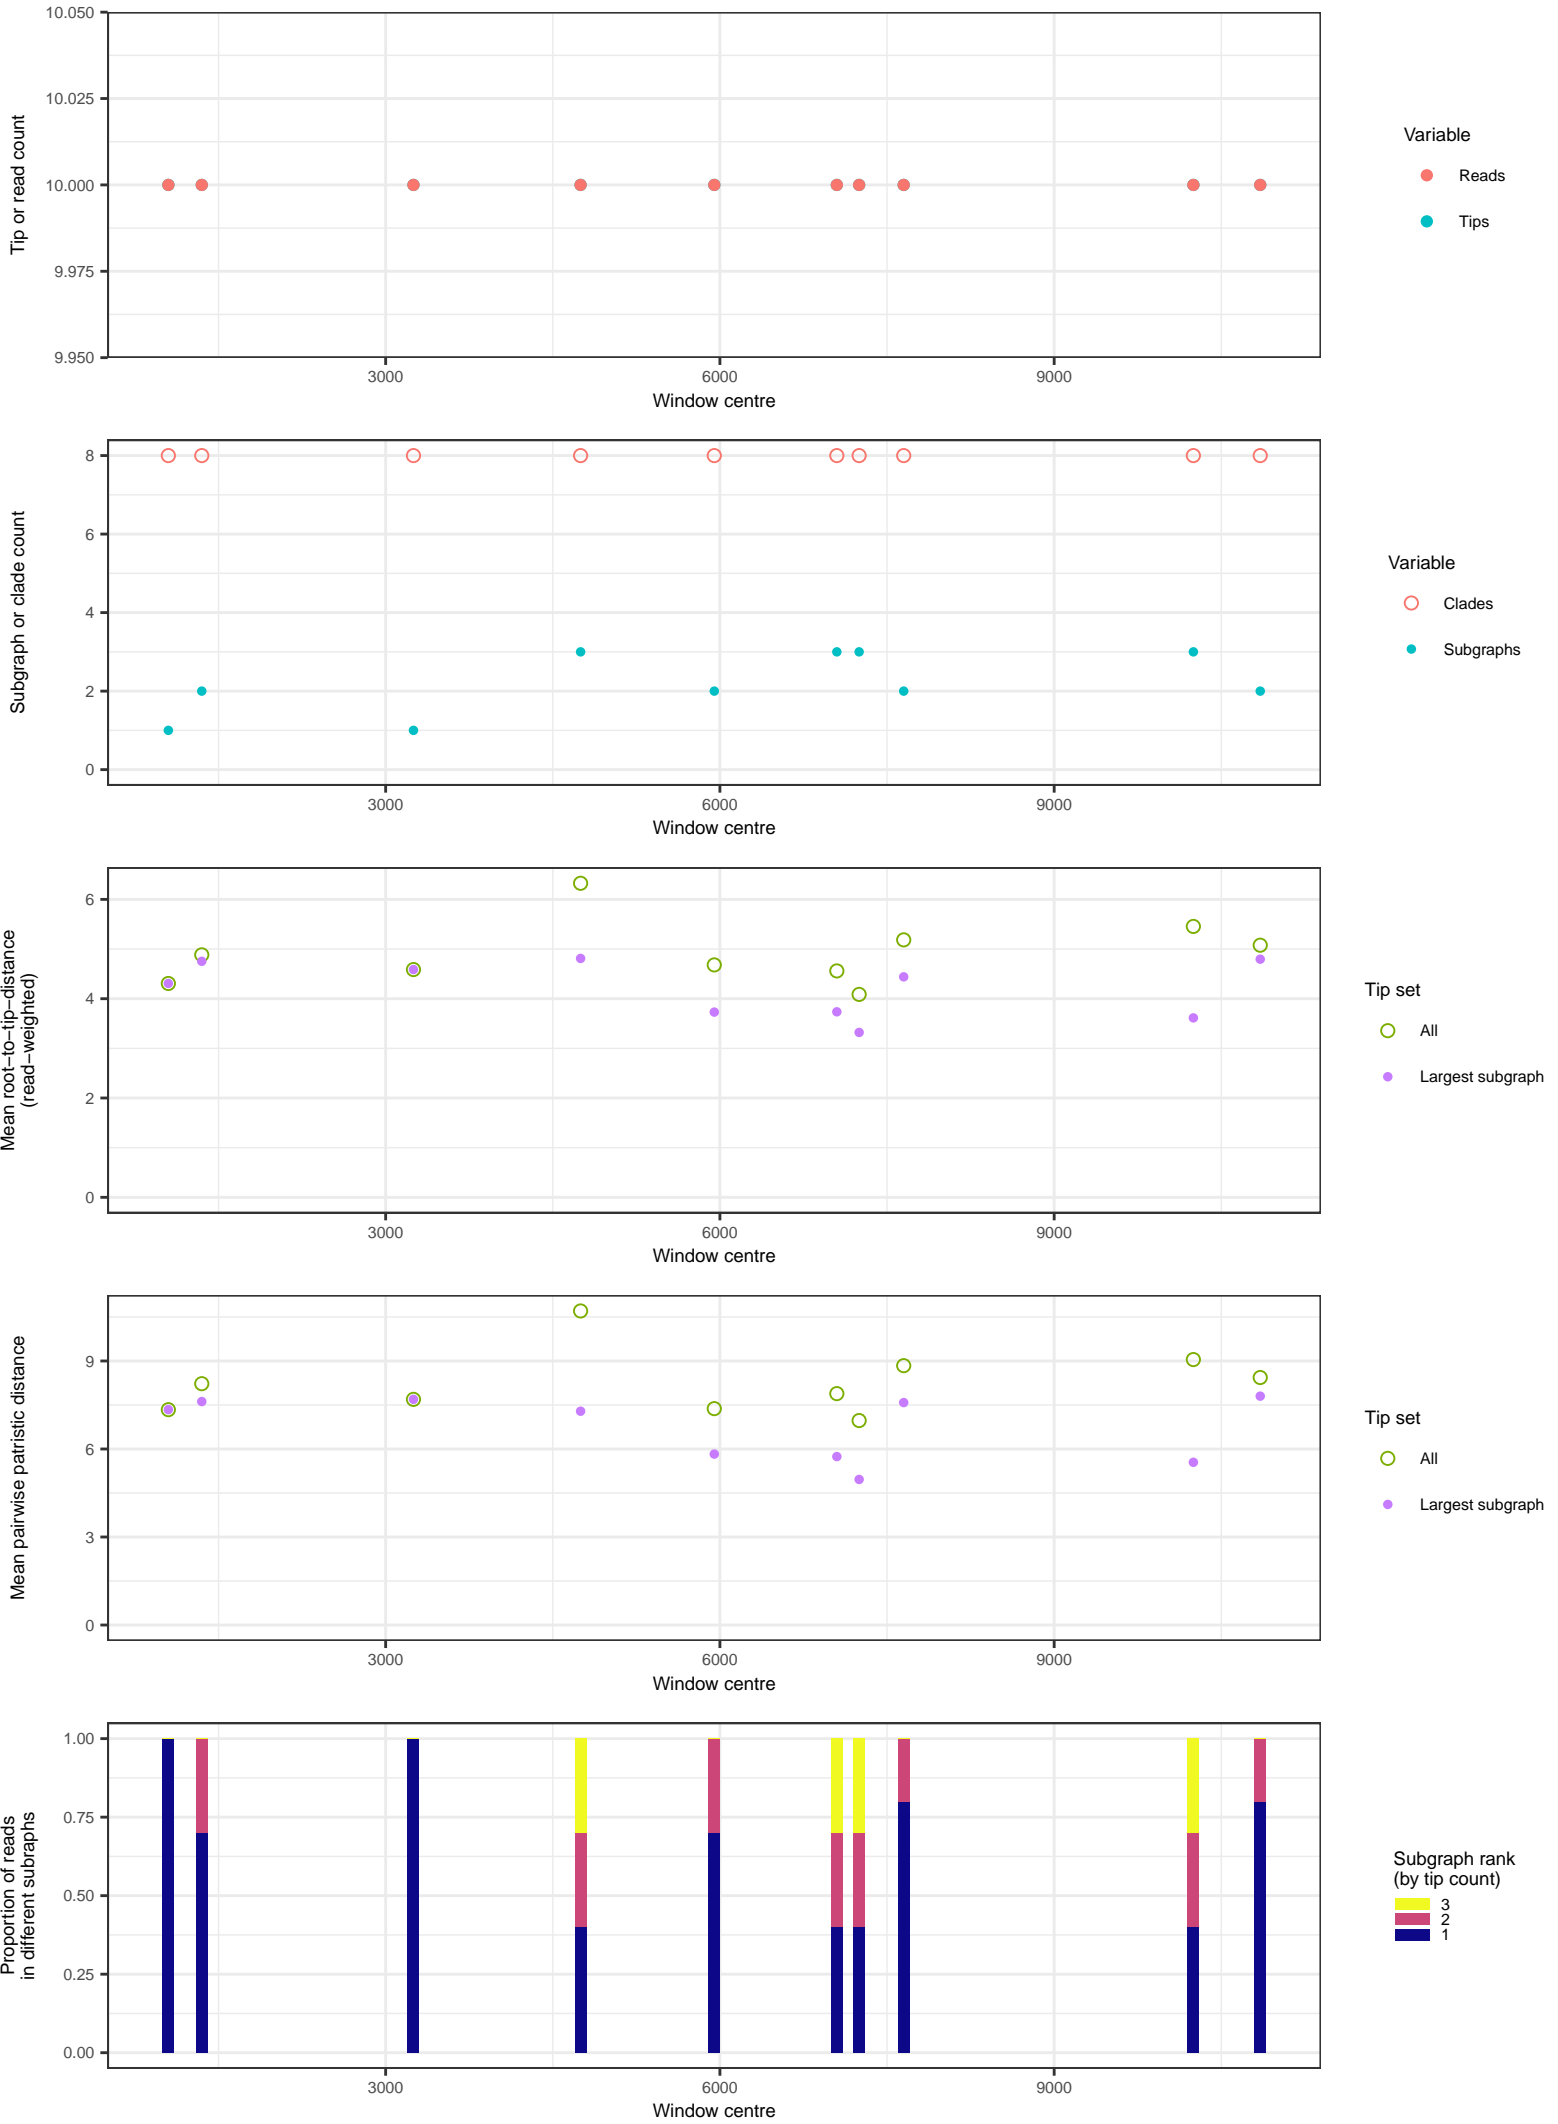 10.050
10.025
10.000
9.975
9.950
Tip or read count
3000
6000
9000
Window centre
Variable
Reads
Tips
8
6
4
2
0
Subgraph or clade count
3000
6000
9000
Window centre
Variable
Clades
Subgraphs
6
4
2
0
Mean root−to−tip−distance
(read−weighted)
3000
6000
9000
Window centre
Tip set
All
Largest subgraph
9
6
3
0
Mean pairwise patristic distance
3000
6000
9000
Window centre
Tip set
All
Largest subgraph
1.00
0.75
0.50
0.25
0.00
Proportion of reads
in different subraphs
3000
6000
9000
Window centre
Subgraph rank
(by tip count)
3
2
1